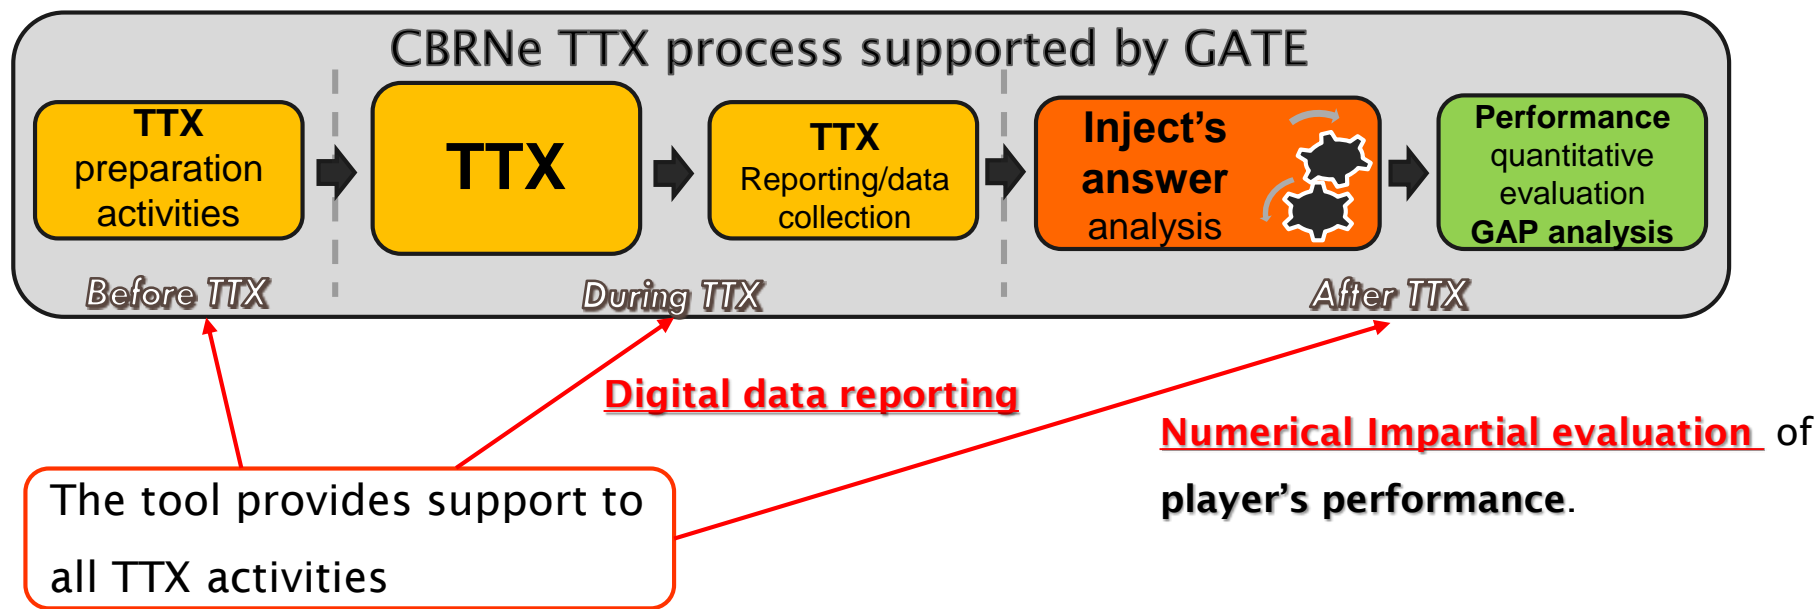 CBRNe TTX process supported by GATE
TTX
preparation
activities
TTX
TTX
Reporting/data
collection
Inject's
answer
analysis
Performance
quantitative
evaluation
GAP analysis
Before TTX
During TTX
After TTX
Digital data reporting
Numerical Impartial evaluation of
player's performance.
The tool provides support to
all TTX activities